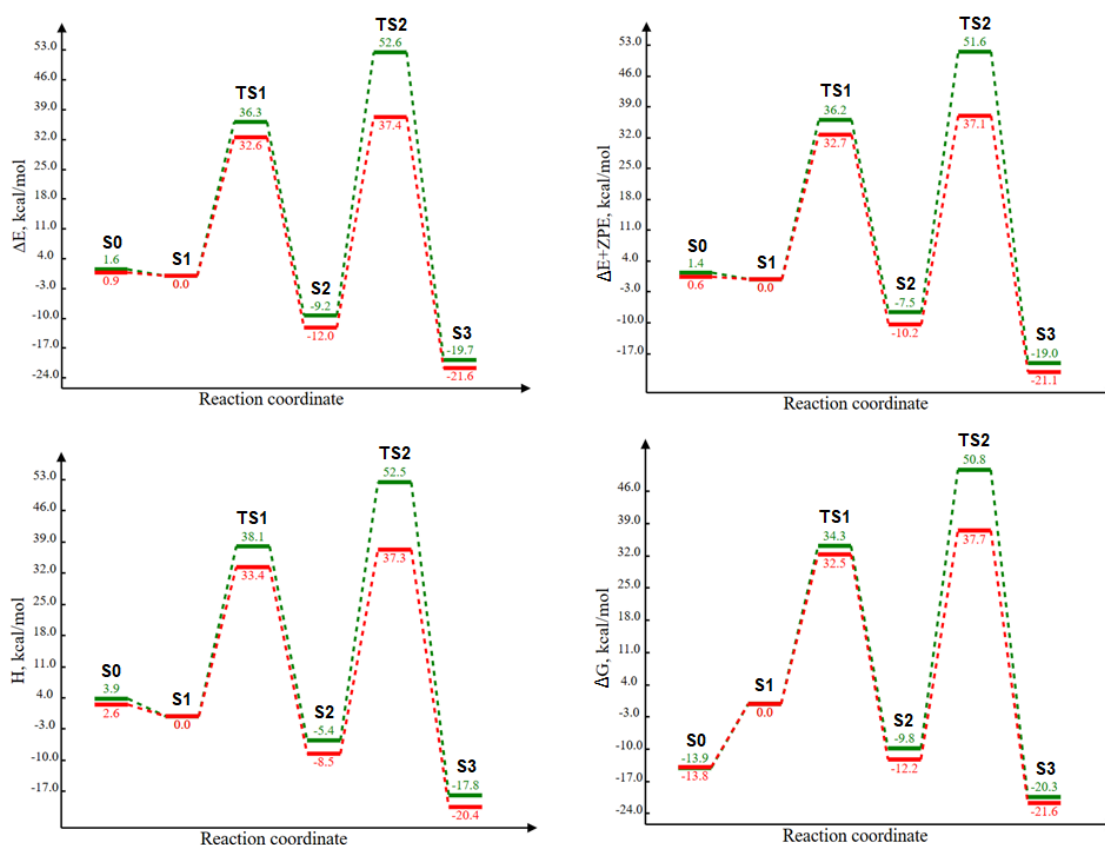 TS2
53.0
52.6
46.0
TS1
39.0
36.3
37.4
32.0
32.6
25.0
18.0
11.0
S0
S1
4.0
1.6
0.9
0.0
-3.0
S2
-9.2
-10.0
-12.0
S3
-17.0
-19.7
-21.6
-24.0
ΔE, kcal/mol
Reaction coordinate
TS2
53.0
51.6
46.0
TS1
39.0
36.2
37.1
32.0
32.7
25.0
18.0
11.0
S0
S1
4.0
1.4
0.6
0.0
-3.0
S2
-7.5
-10.0
-10.2
S3
-17.0
-19.0
-21.1
ΔE+ZPE, kcal/mol
Reaction coordinate
TS2
53.0
52.5
46.0
TS1
39.0
38.1
37.3
32.0
33.4
25.0
18.0
11.0
S0
S1
4.0
3.9
2.6
0.0
-3.0
S2
-5.4
-8.5
-10.0
S3
-17.0
-17.8
-20.4
H, kcal/mol
Reaction coordinate
TS2
50.8
46.0
TS1
39.0
34.3
37.7
32.0
32.5
25.0
18.0
11.0
S1
4.0
0.0
-3.0
S2
-9.8
-10.0
-12.2
S0
-13.9
-13.8
S3
-17.0
-20.3
-21.6
-24.0
ΔG, kcal/mol
Reaction coordinate